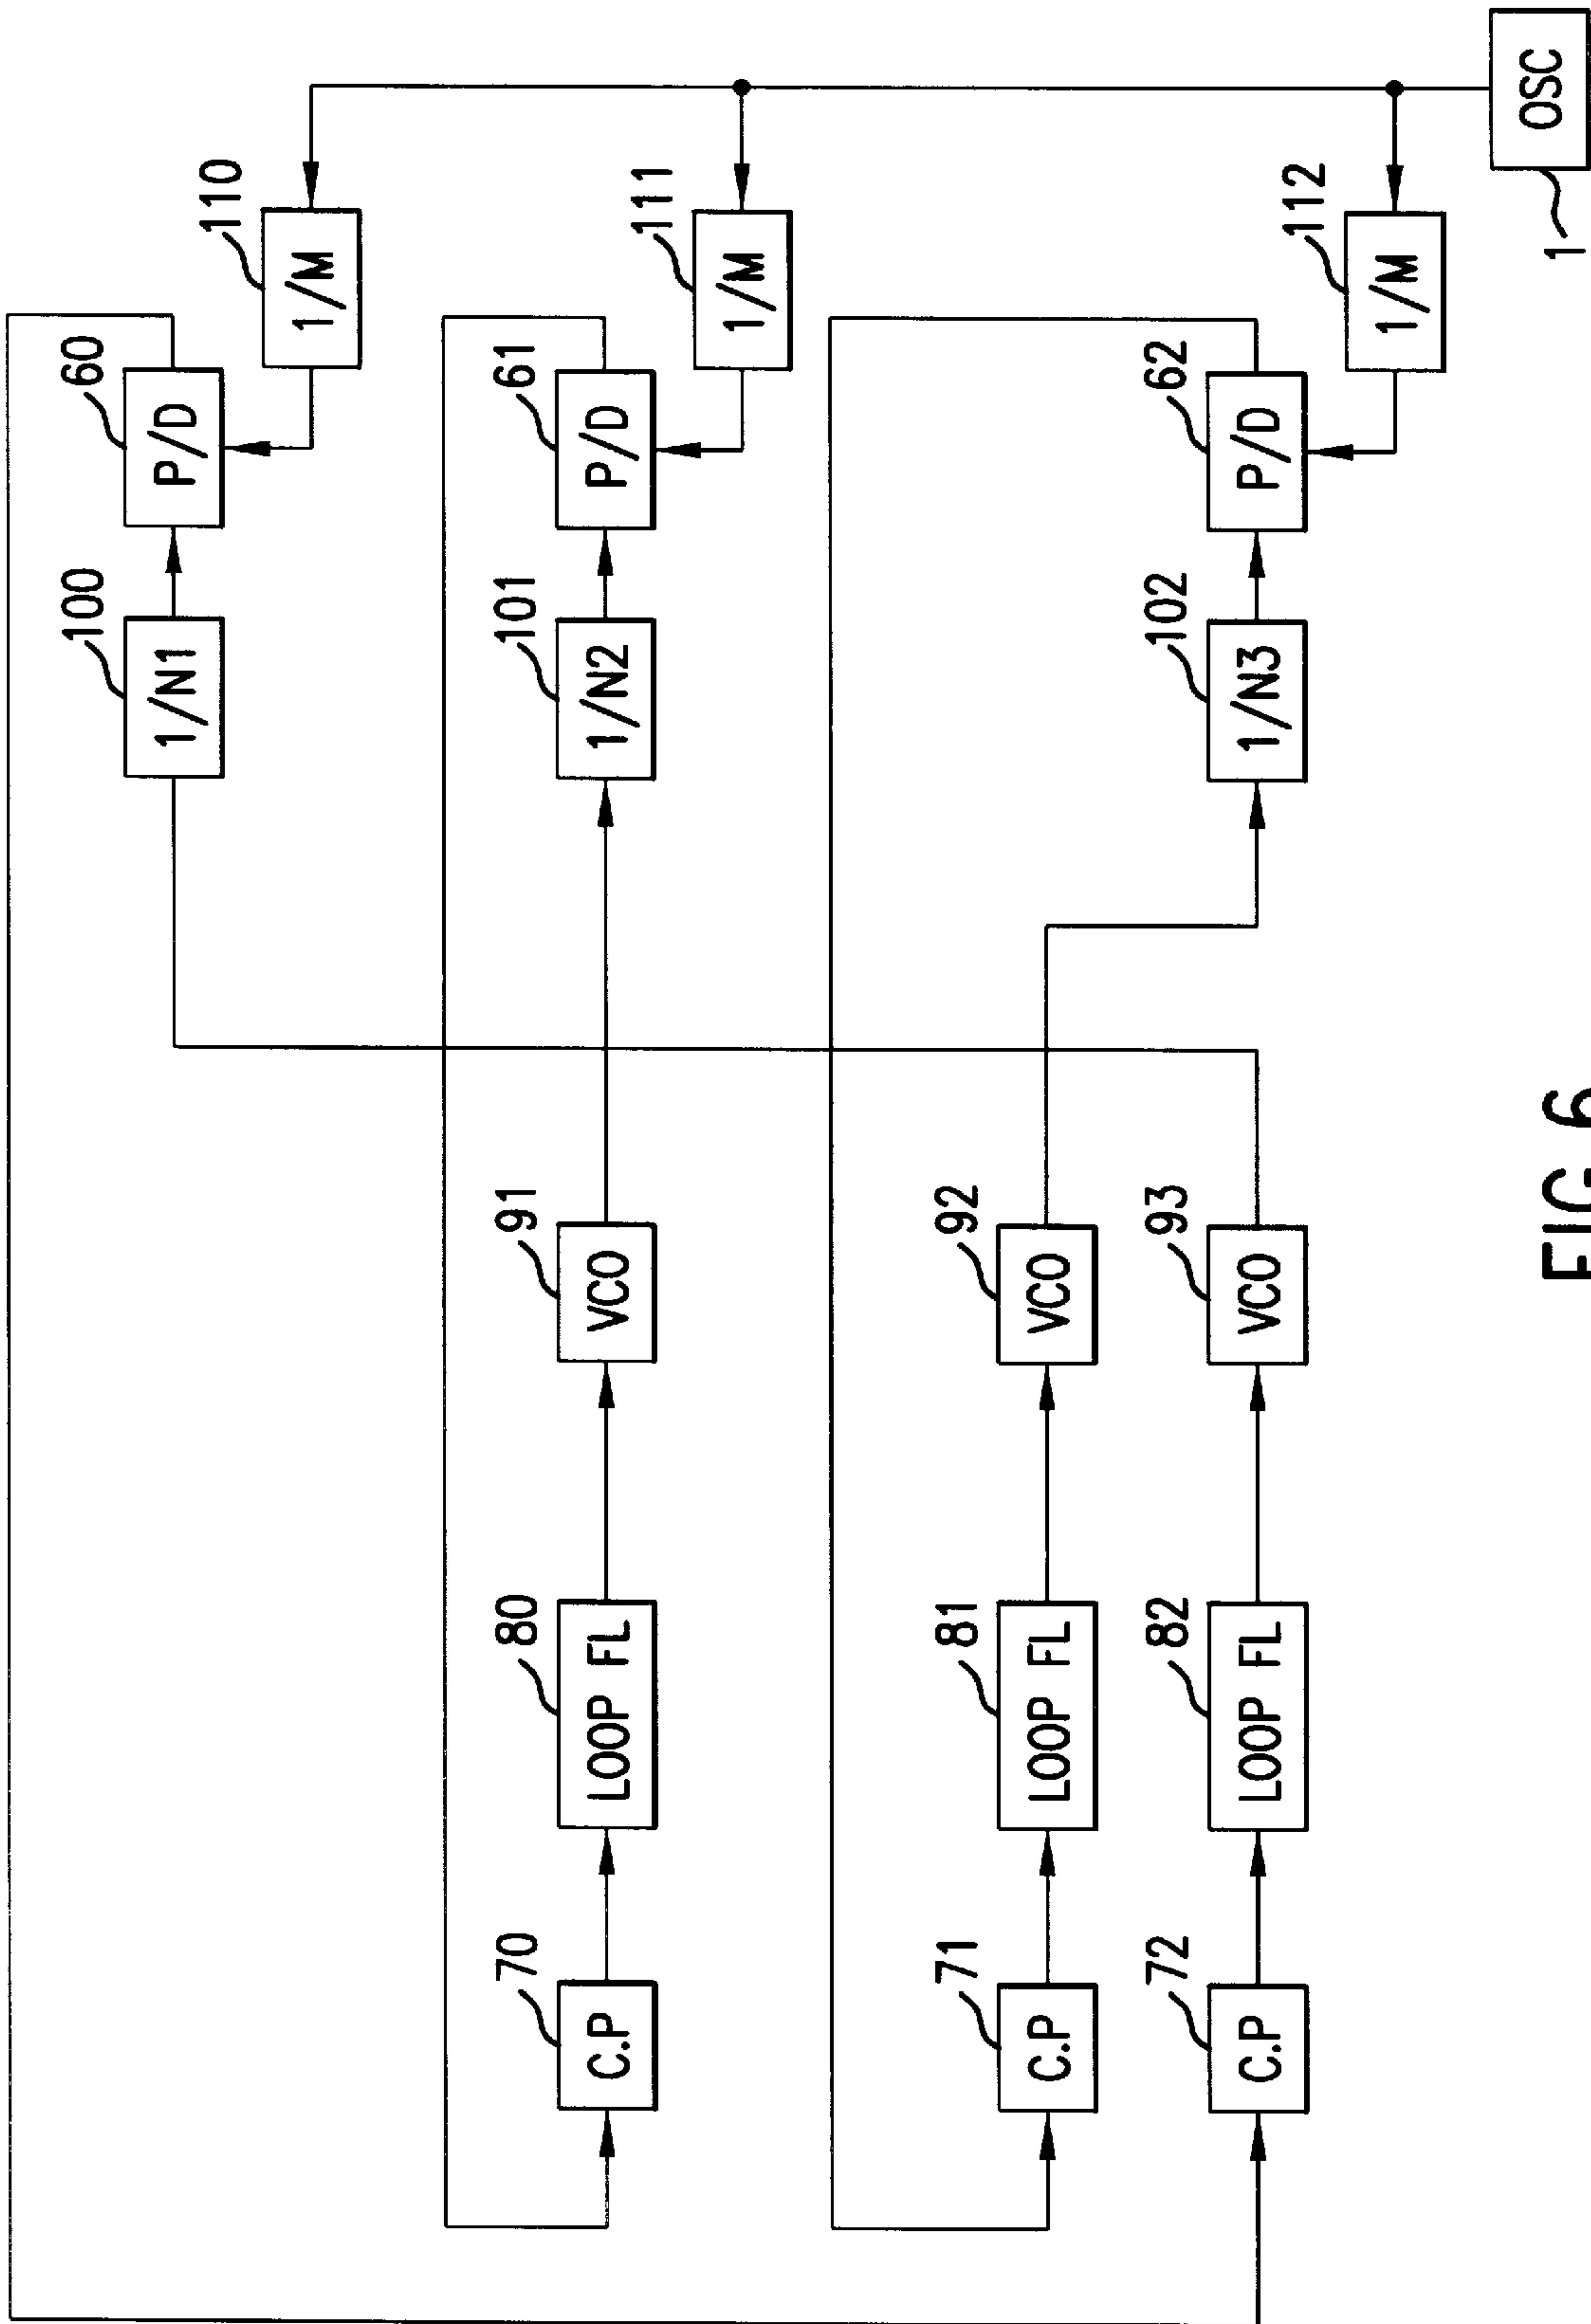 60
100
P/D
1/N1
110
1/M
61
101
P/D
1/N2
91
VCO
80
LOOP FL
70
C.P
111
1/M
62
102
P/D
1/N3
92
VCO
81
LOOP FL
71
C.P
93
VCO
82
LOOP FL
72
C.P
112
1/M
OSC
1
FIG. 6